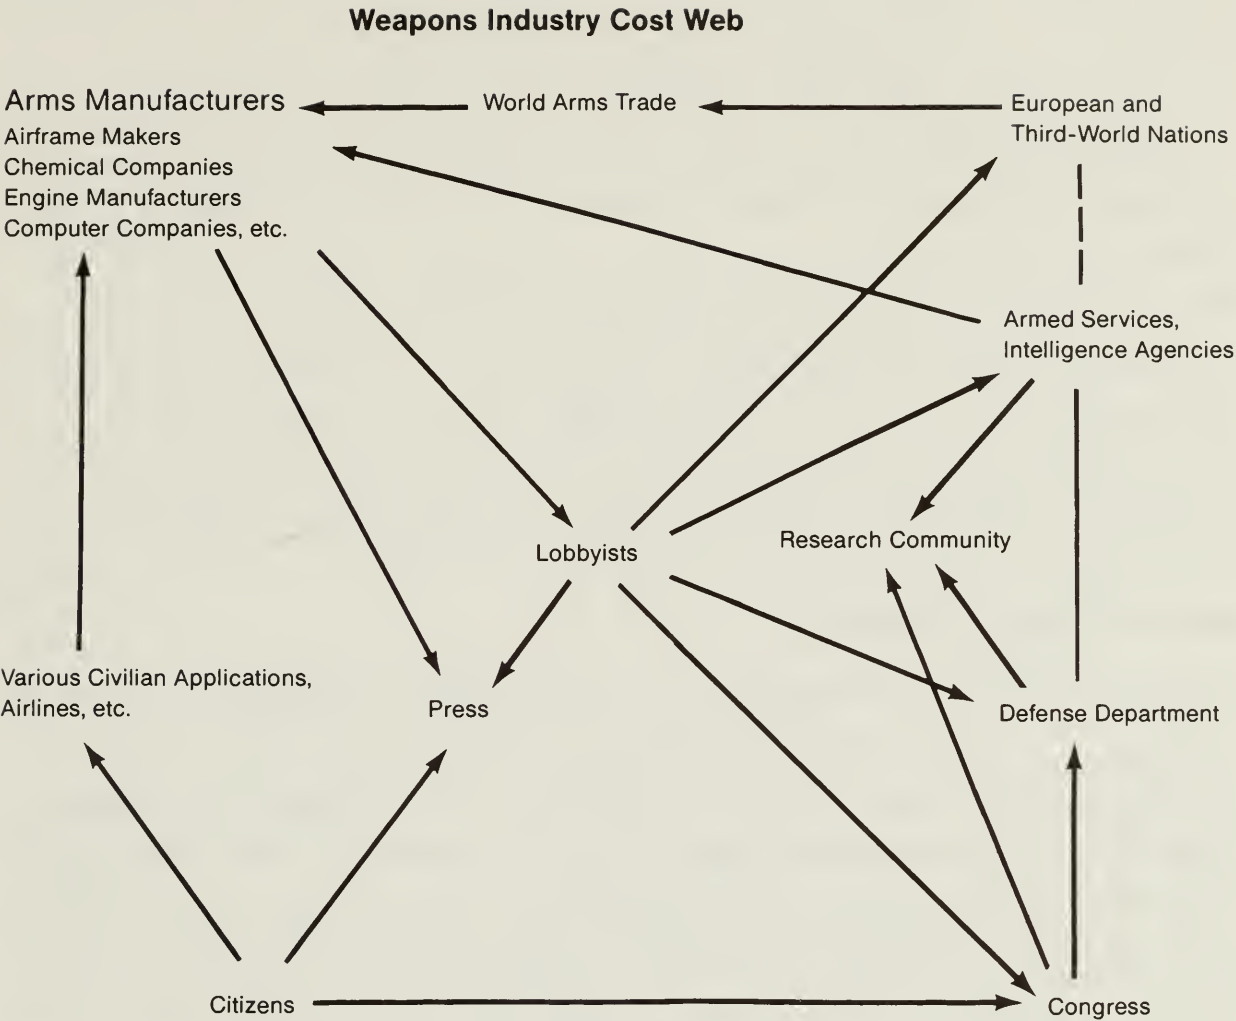 Weapons Industry Cost Web
Arms Manufacturers
Airframe Makers
Chemical Companies
Engine Manufacturers
Computer Companies, etc.
World Arms Trade
European and
Third-World Nations
Armed Services,
Intelligence Agencies
Lobbyists
Research Community
Various Civilian Applications,
Airlines, etc.
Press
Defense Department
Citizens
Congress